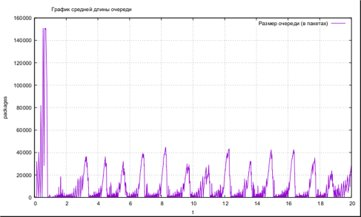 График средней длины очереди
Размер очереди (в пакетах)
160000
140000
120000
100000
80000
60000
40000
20000
0
packages
0 2 4 6 8 10 12 14 16 18 20
t